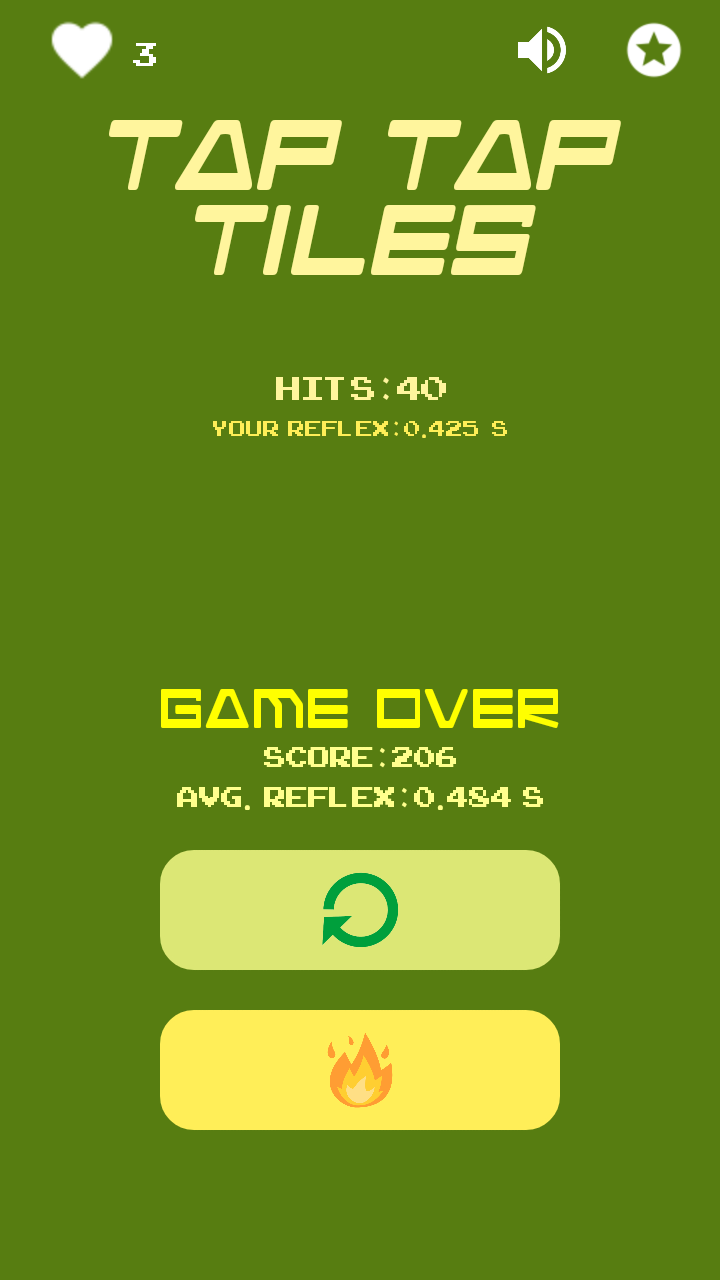 3
TAP TAP
TILES
HITS:40
YOUR REFLEX:0.425 S
GAME OVER
SCORE:206
AVG. REFLEX:0.484 S